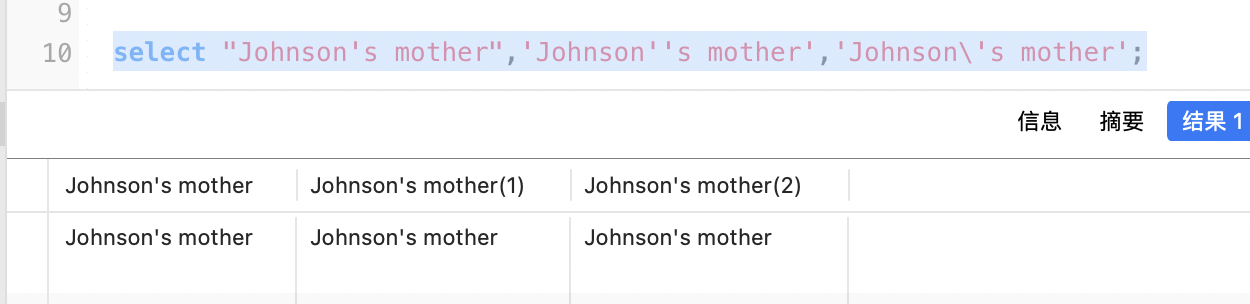 9
10 select "Johnson's mother",'Johnson''s mother','Johnson\'s mother';
信息 摘要 结果 1
Johnson's mother Johnson's mother(1) Johnson's mother(2)
Johnson's mother Johnson's mother Johnson's mother